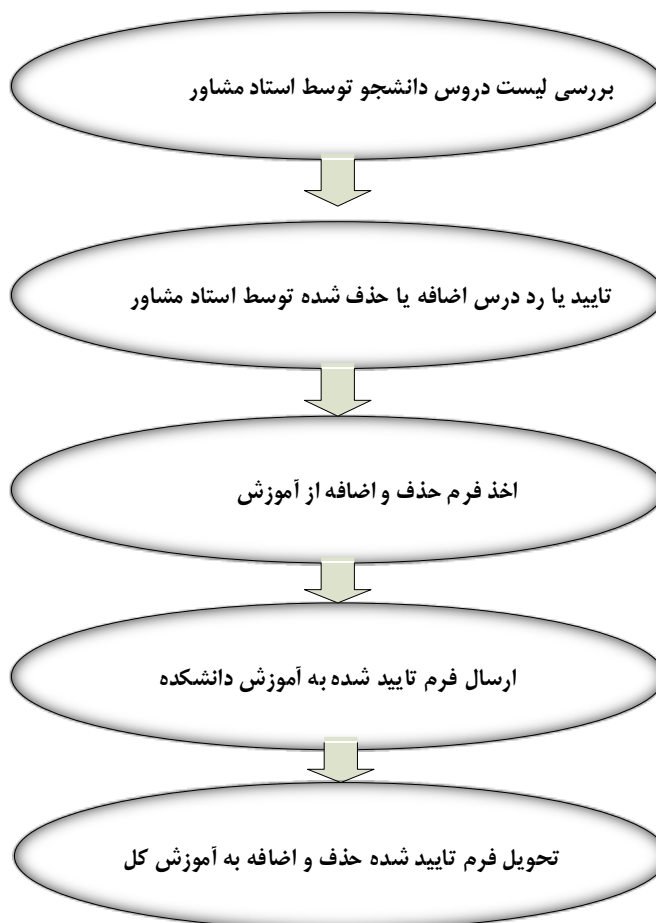 بررسی لیست دروس دانشجو توسط استاد مشاور
تایید یا رد درس اضافه یا حذف شده توسط استاد مشاور
اخذ فرم حذف و اضافه از آموزش
ارسال فرم تایید شده به آموزش دانشکده
تحویل فرم تایید شده حذف و اضافه به آموزش کل